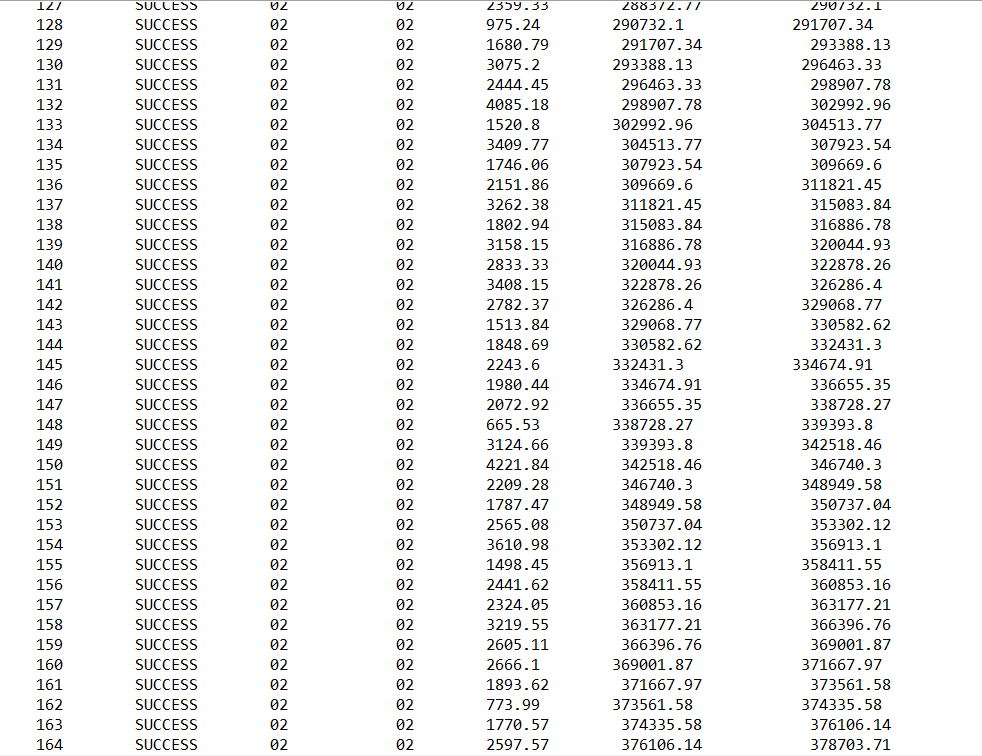 127 SUCCESS 02 02 2359.33 288372.77 290732.1
128 SUCCESS 02 02 975.24 290732.1 291707.34
129 SUCCESS 02 02 1680.79 291707.34 293388.13
130 SUCCESS 02 02 3075.2 293388.13 296463.33
131 SUCCESS 02 02 2444.45 296463.33 298907.78
132 SUCCESS 02 02 4085.18 298907.78 302992.96
133 SUCCESS 02 02 1520.8 302992.96 304513.77
134 SUCCESS 02 02 3409.77 304513.77 307923.54
135 SUCCESS 02 02 1746.06 307923.54 309669.6
136 SUCCESS 02 02 2151.86 309669.6 311821.45
137 SUCCESS 02 02 3262.38 311821.45 315083.84
138 SUCCESS 02 02 1802.94 315083.84 316886.78
139 SUCCESS 02 02 3158.15 316886.78 320044.93
140 SUCCESS 02 02 2833.33 320044.93 322878.26
141 SUCCESS 02 02 3408.15 322878.26 326286.4
142 SUCCESS 02 02 2782.37 326286.4 329068.77
143 SUCCESS 02 02 1513.84 329068.77 330582.62
144 SUCCESS 02 02 1848.69 330582.62 332431.3
145 SUCCESS 02 02 2243.6 332431.3 334674.91
146 SUCCESS 02 02 1980.44 334674.91 336655.35
147 SUCCESS 02 02 2072.92 336655.35 338728.27
148 SUCCESS 02 02 665.53 338728.27 339393.8
149 SUCCESS 02 02 3124.66 339393.8 342518.46
150 SUCCESS 02 02 4221.84 342518.46 346740.3
151 SUCCESS 02 02 2209.28 346740.3 348949.58
152 SUCCESS 02 02 1787.47 348949.58 350737.04
153 SUCCESS 02 02 2565.08 350737.04 353302.12
154 SUCCESS 02 02 3610.98 353302.12 356913.1
155 SUCCESS 02 02 1498.45 356913.1 358411.55
156 SUCCESS 02 02 2441.62 358411.55 360853.16
157 SUCCESS 02 02 2324.05 360853.16 363177.21
158 SUCCESS 02 02 3219.55 363177.21 366396.76
159 SUCCESS 02 02 2605.11 366396.76 369001.87
160 SUCCESS 02 02 2666.1 369001.87 371667.97
161 SUCCESS 02 02 1893.62 371667.97 373561.58
162 SUCCESS 02 02 773.99 373561.58 374335.58
163 SUCCESS 02 02 1770.57 374335.58 376106.14
164 SUCCESS 02 02 2597.57 376106.14 378703.71